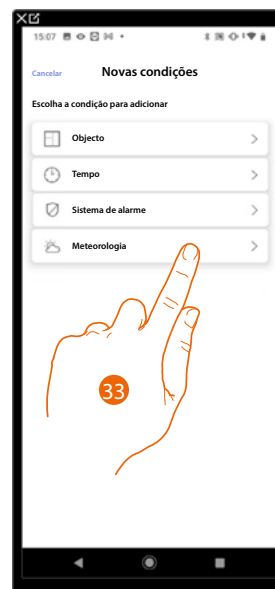 15:07
Cancelar Novas condições
Escolha a condição para adicionar
Objecto
Tempo
Sistema de alarme
Meteorologia
33